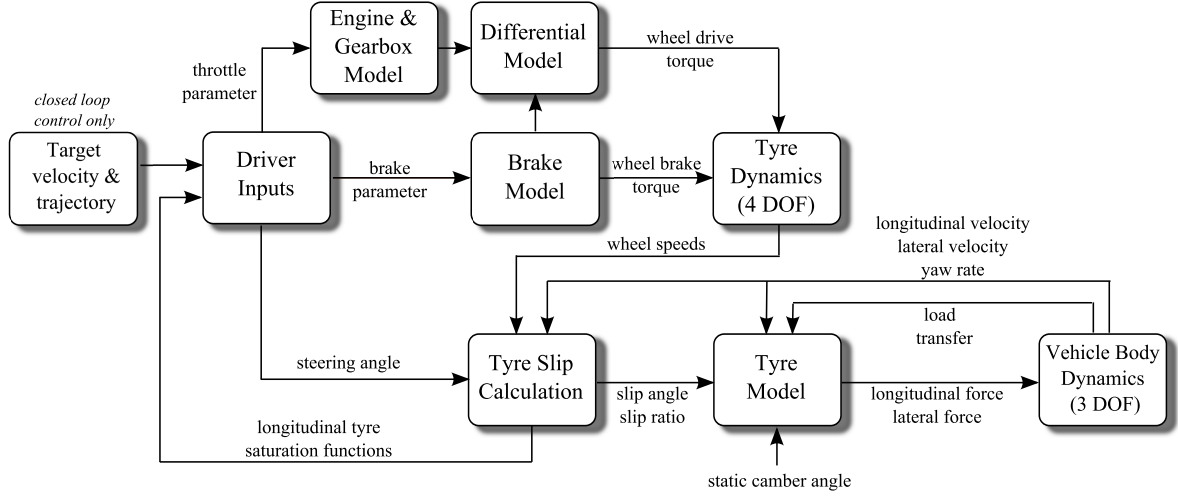 Engine &
Gearbox
Model
Differential
Model
wheel drive
torque
throttle
parameter
closed loop
control only
Target
velocity &
trajectory
Driver
Inputs
brake
parameter
Brake
Model
wheel brake
torque
Tyre
Dynamics
(4 DOF)
longitudinal velocity
lateral velocity
yaw rate
wheel speeds
load
transfer
steering angle
Tyre Slip
Calculation
slip angle
slip ratio
Tyre
Model
longitudinal force
lateral force
Vehicle Body
Dynamics
(3 DOF)
longitudinal tyre
saturation functions
static camber angle